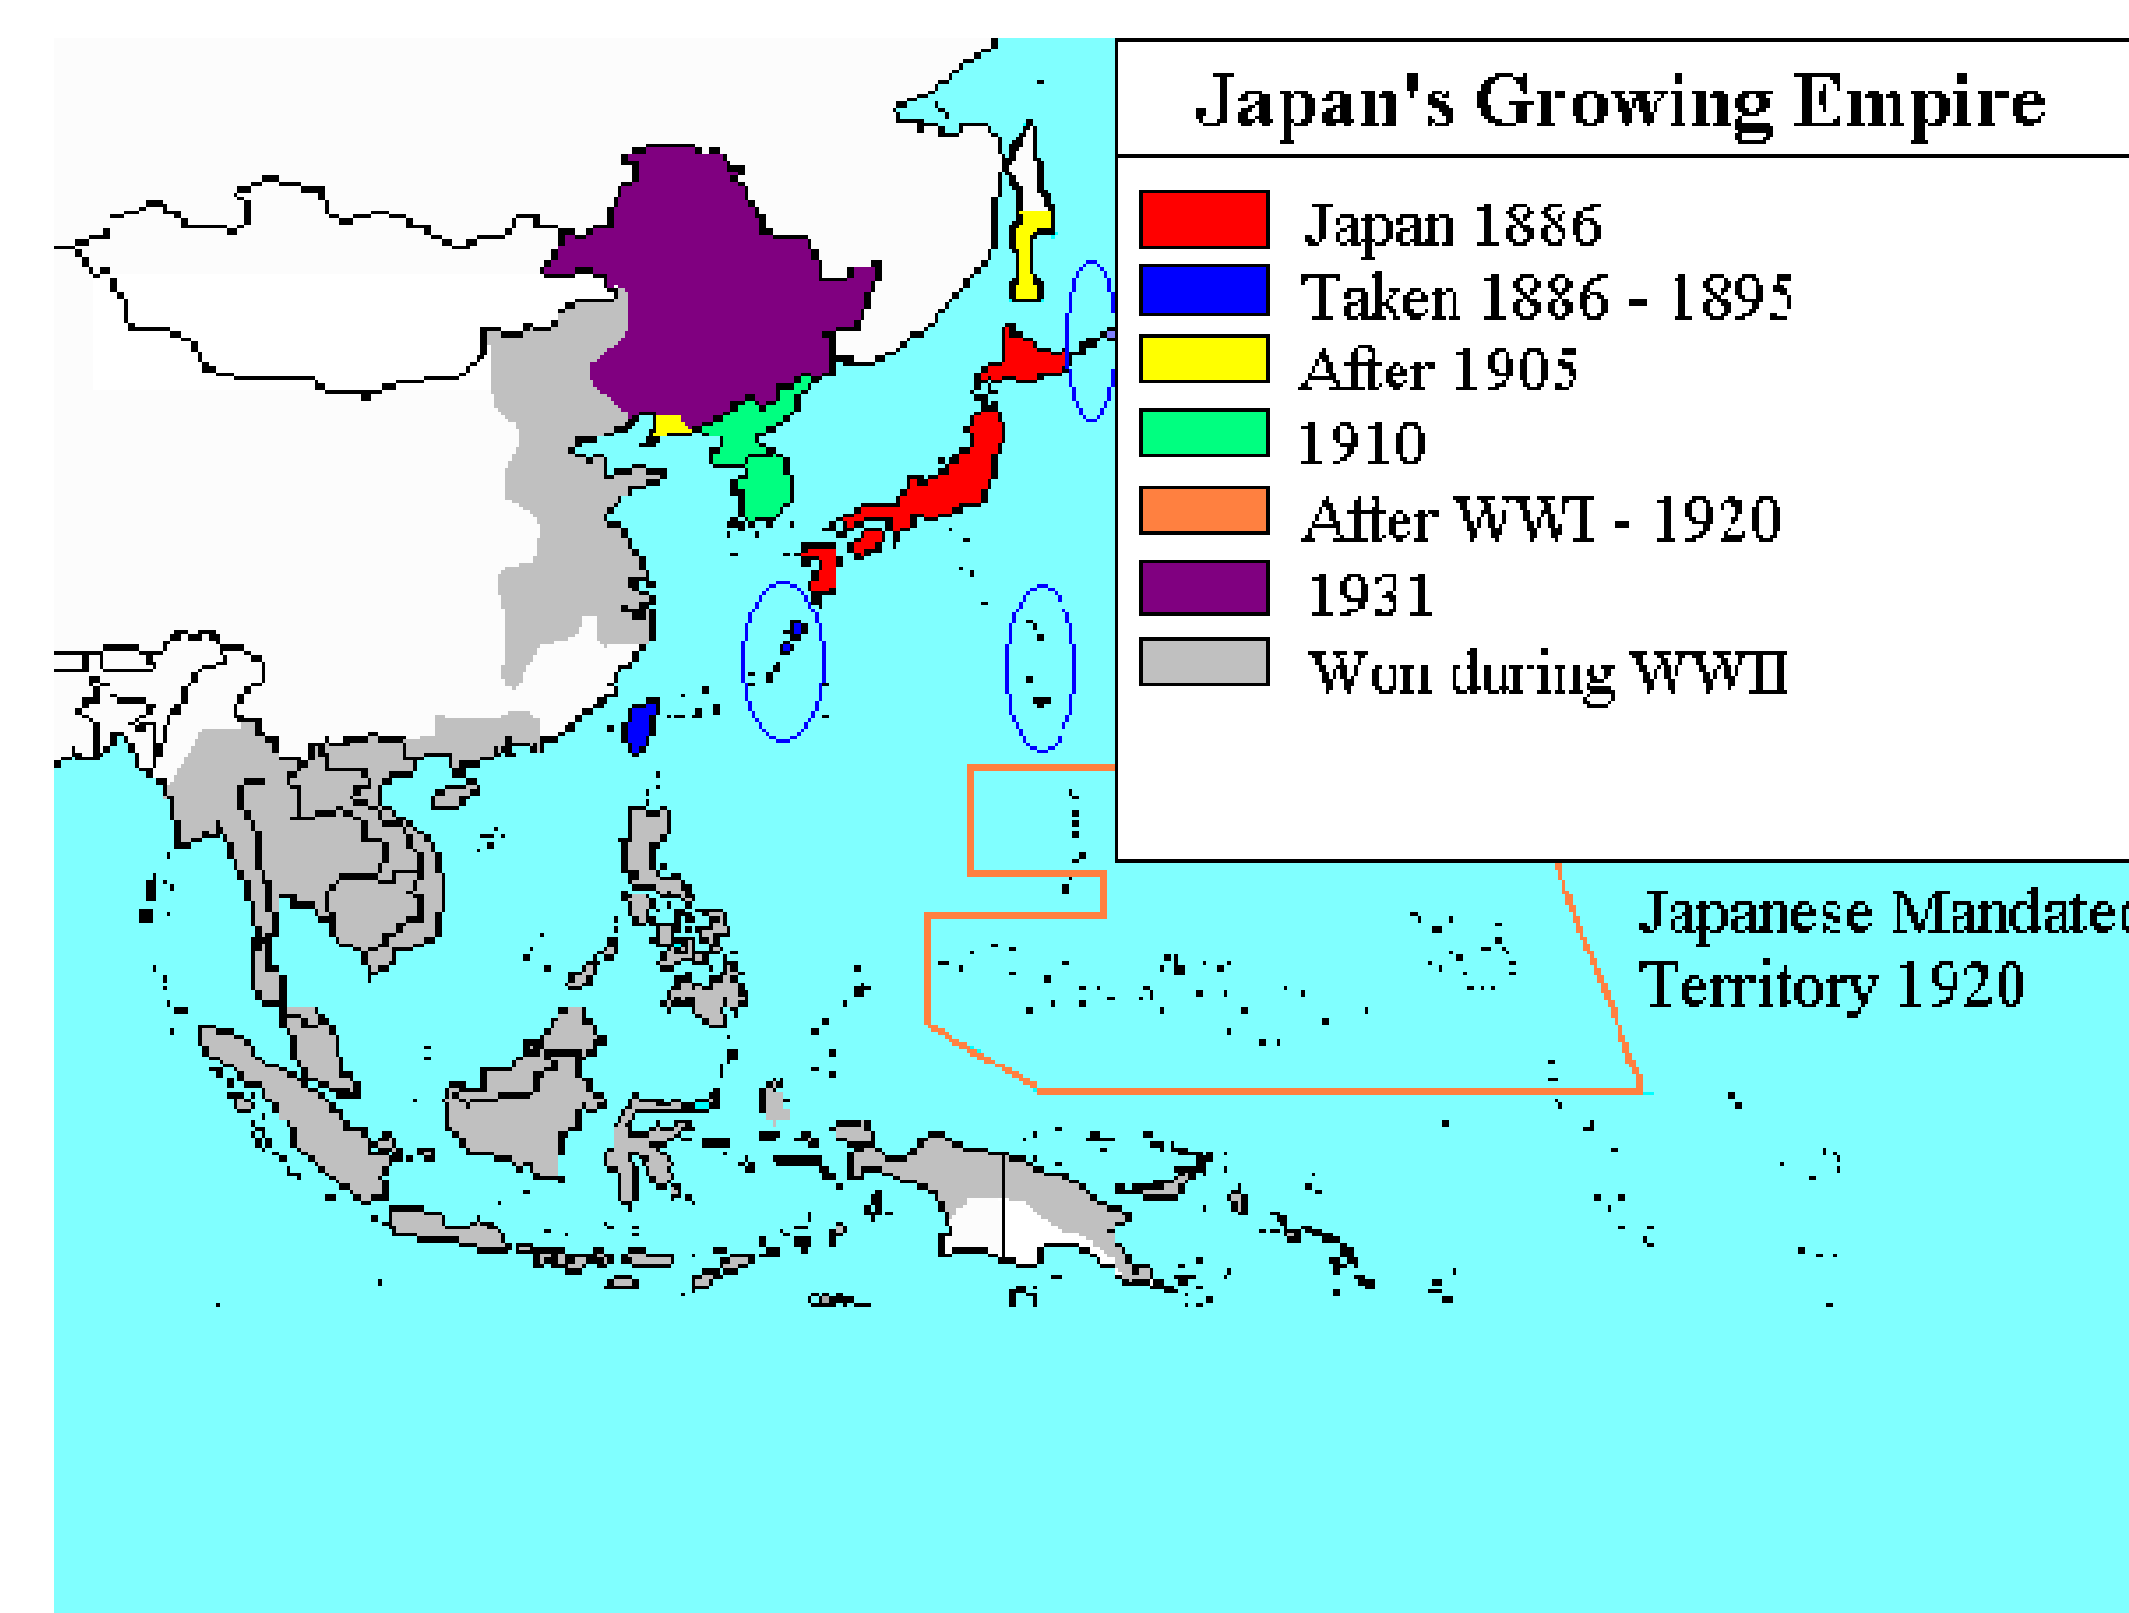 Japan's Growing Empire
Japan 1886
Taken 1886 - 1895
After 1905
1910
After WWI - 1920
1931
Won during WWII
Japanese Mandated
Territory 1920